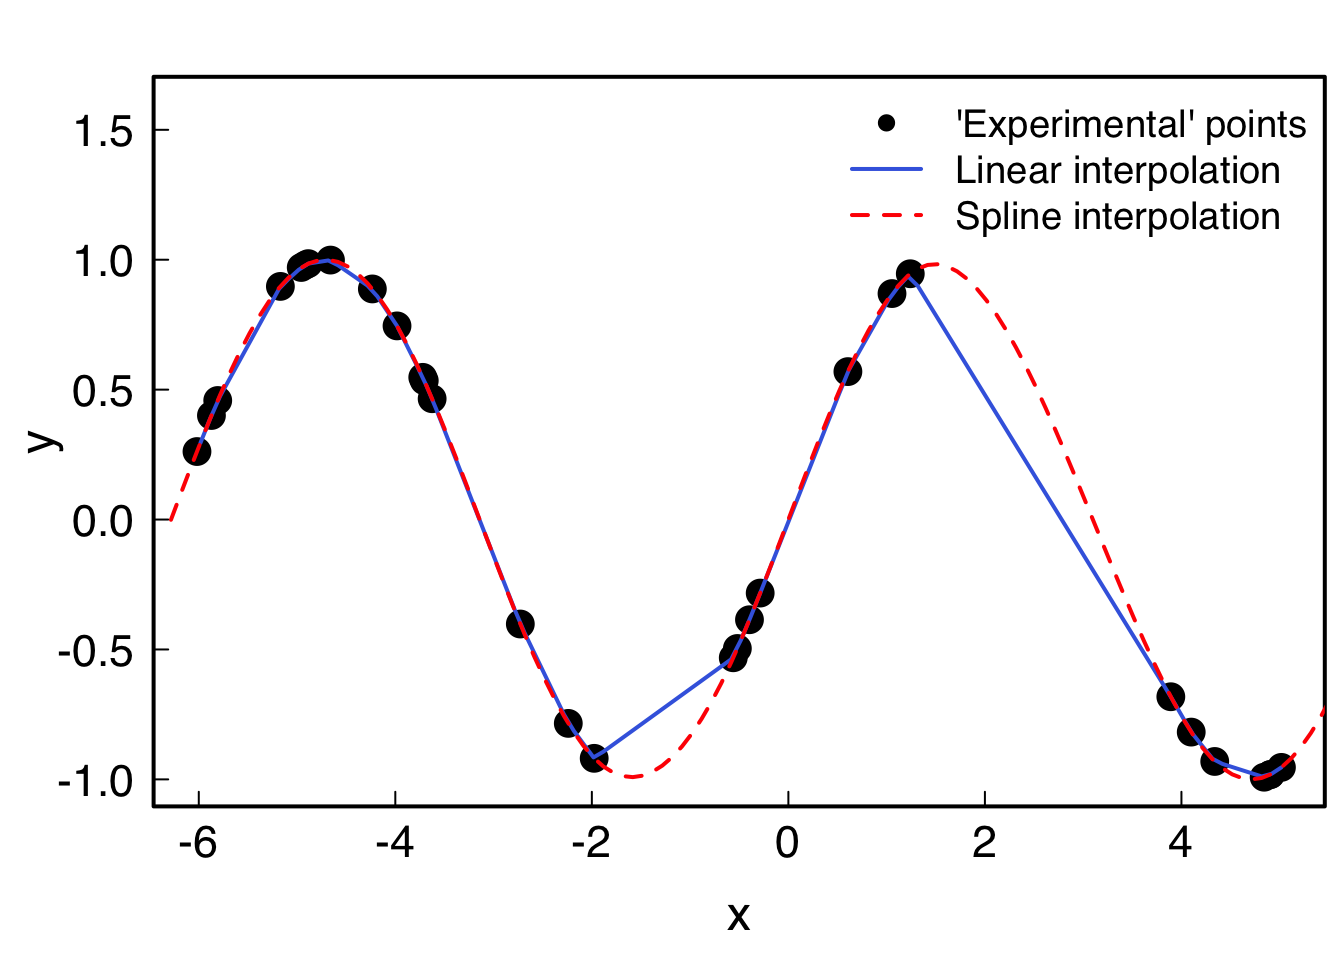 'Experimental' points
Linear interpolation
Spline interpolation
1.5
1.0
0.5
0.0
-0.5
-1.0
y
-6 -4 -2 0 2 4
x